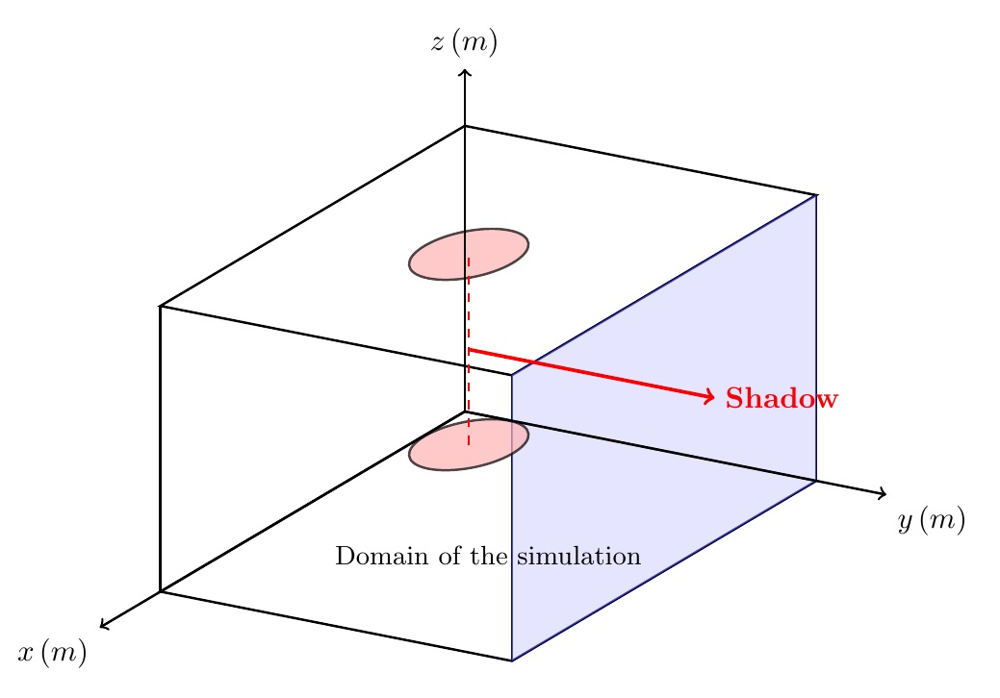 z (m)
Shadow
y (m)
Domain of the simulation
x (m)